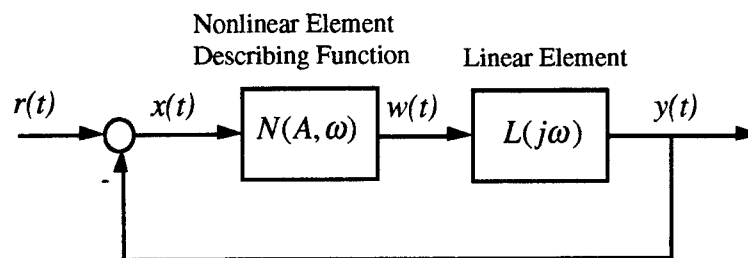 Nonlinear Element
Describing Function
Linear Element
r(t)
x(t)
N(A, ω)
w(t)
L(jω)
y(t)
-